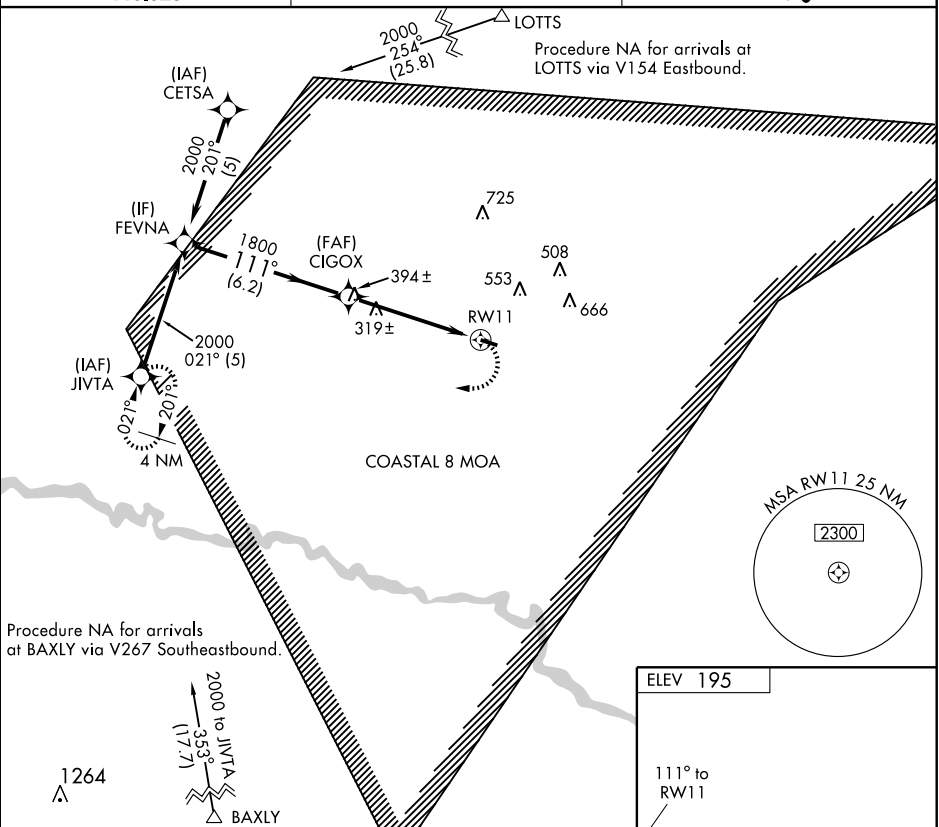 LOTTS
2000
254°
(25.8)
Procedure NA for arrivals at
LOTTS via V154 Eastbound.
(IAF)
CETSA
2000
201°
(5)
(IF)
FEVNA
1800
111°
(6.2)
(FAF)
CIGOX
394±
319±
725
508
553
666
RW11
2000
021° (5)
(IAF)
JIVTA
021°
201°
4 NM
COASTAL 8 MOA
MSA RW11 25 NM
2300
Procedure NA for arrivals
at BAXLY via V267 Southeastbound.
2000 to JIVTA
353°
(17.7)
BAXLY
1264
ELEV 195
111° to
RW11